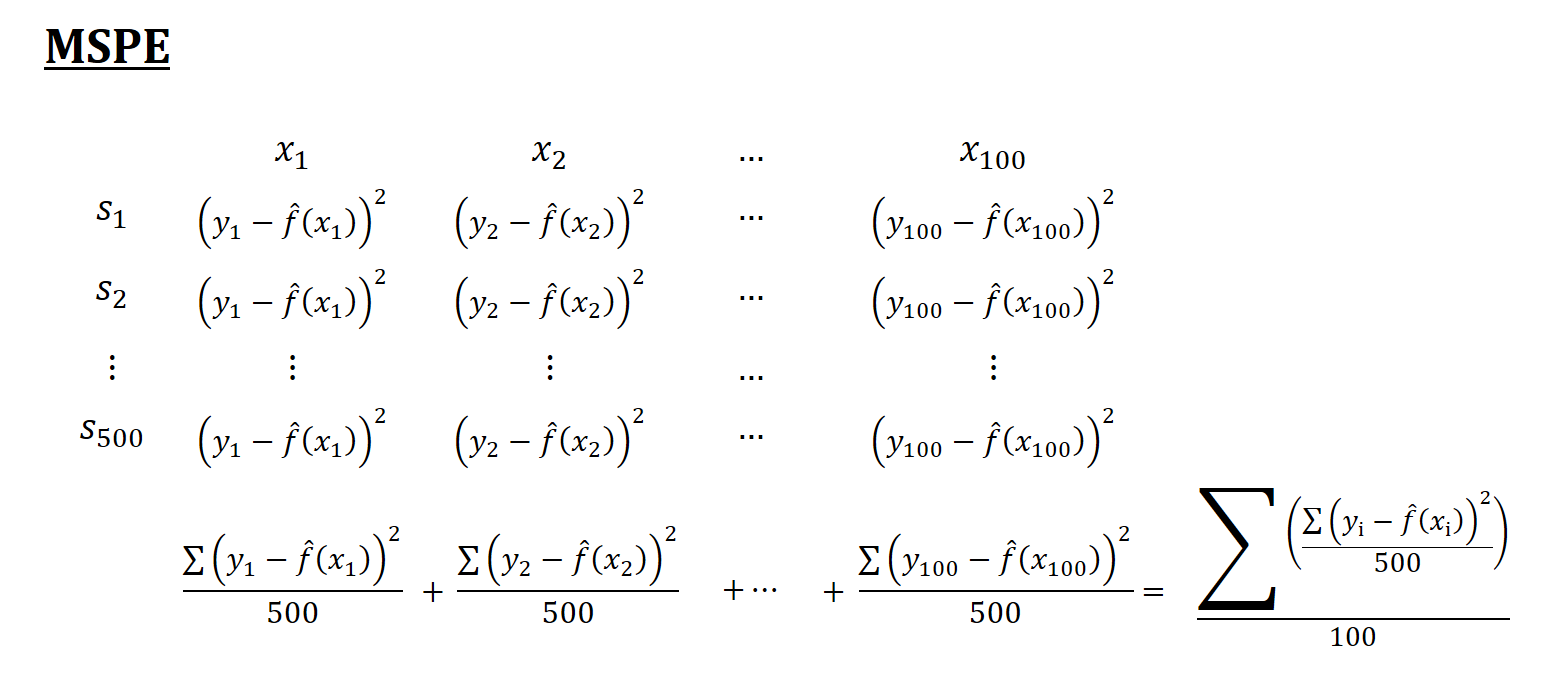 MSPE
x₁ x₂ ... x₁₀₀
s₁ (y₁ − f̂(x₁))² (y₂ − f̂(x₂))² ... (y₁₀₀ − f̂(x₁₀₀))²
s₂ (y₁ − f̂(x₁))² (y₂ − f̂(x₂))² ... (y₁₀₀ − f̂(x₁₀₀))²
⋮ ⋮ ⋮ ... ⋮
s₅₀₀ (y₁ − f̂(x₁))² (y₂ − f̂(x₂))² ... (y₁₀₀ − f̂(x₁₀₀))²
∑(y₁ − f̂(x₁))²/500 + ∑(y₂ − f̂(x₂))²/500 + ⋯ + ∑(y₁₀₀ − f̂(x₁₀₀))²/500 = ∑(∑(yᵢ − f̂(xᵢ))²/500)/100